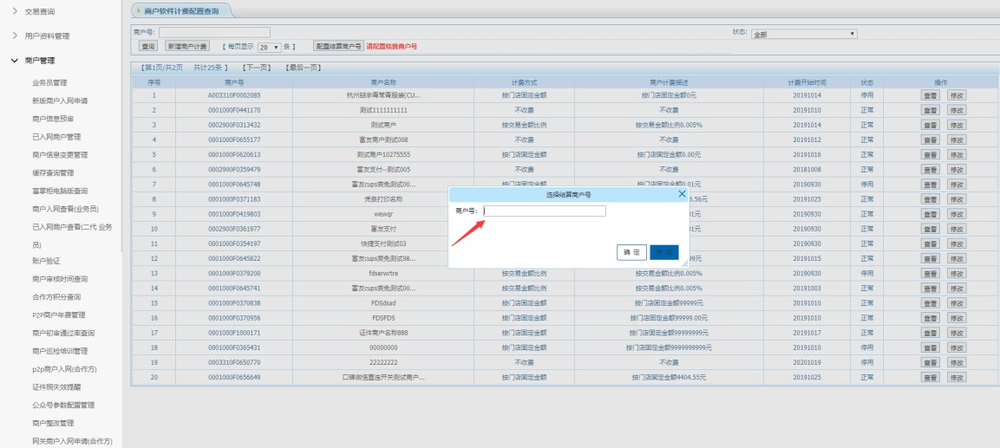 交易查询
用户资料管理
商户管理
业务员管理
新版商户入网申请
商户信息预审
已入网商户管理
商户信息变更管理
缓存查询管理
富掌柜电脑版查询
商户入网查看(业务员)
已入网商户查看(二代 业务
员)
账户验证
商户审核时间查询
合作方积分查询
P2P商户年费管理
商户初审通过率查询
商户巡检培训管理
p2p商户入网(合作方)
证件照失效提醒
公众号参数配置管理
商户整改管理
网关商户入网申请(合作方)
商户软件计费配置查询
商户号: 状态: 全部
查询 新增商户计费 【 每页显示 20 条 】 配置结算商户号 请配置结算商户号
【第1页/共2页 共计25条 】 【下一页】 【最后一页】
序号 商户号 商户名称 计费方式 商户计费描述 计费开始时间 状态 操作
1 A003310F0002085 杭州喆宇青常青服装(CU... 按门店固定金额 按门店固定金额0元 20191014 停用 查看 修改
2 0001000F0441170 测试1111111111 不收费 不收费 20191010 正常 查看 修改
3 0002900F0313432 测试商户 按交易金额比例 按交易金额比例0.005% 20190930 正常 查看 修改
4 0001000F0655177 富友商户测试008 不收费 不收费 20191012 正常 查看 修改
5 0001000F0620613 测试商户10275555 按门店固定金额 按门店固定金额0.00元 20191016 正常 查看 修改
6 0002900F0359479 富友支付--测试005 不收费 不收费 20181008 正常 查看 修改
7 0001000F0645748 富友cups爽免测试00... 按门店固定金额 0.01元 20190930 停用 查看 修改
8 0001000F0371183 凭条打印名称 5.56元 20191015 正常 查看 修改
9 0001000F0419803 wewqr 01元 20190930 正常 查看 修改
10 0002900F0361977 富友支付 01元 20190930 正常 查看 修改
11 0001000F0354197 快捷支付测试03 20190930 正常 查看 修改
12 0001000F0645822 富友cups爽免测试98... 99元 20191015 正常 查看 修改
13 0001000F0379200 fdserwrtre 按交易金额比例 按交易金额比例0.005% 20190930 停用 查看 修改
14 0001000F0645741 富友cups爽免测试00... 按交易金额比例 按交易金额比例0.005% 20191003 正常 查看 修改
15 0001000F0370838 FDSdsad 按门店固定金额 按门店固定金额99999元 20191010 正常 查看 修改
16 0001000F0370956 FDSFDS 按门店固定金额 按门店固定金额99999.00元 20191010 正常 查看 修改
17 0001000F1000171 证件商户名称888 按门店固定金额 按门店固定金额99999999元 20191017 正常 查看 修改
18 0001000F0365431 00000000 按门店固定金额 按门店固定金额9999999999元 20191010 停用 查看 修改
19 0003310F0650770 22222222 不收费 不收费 20201019 停用 查看 修改
20 0001000F0656649 口碑微信直连开关测试商户... 按门店固定金额 按门店固定金额4404.55元 20191025 正常 查看 修改
选择结算商户号
商户号:
确 定